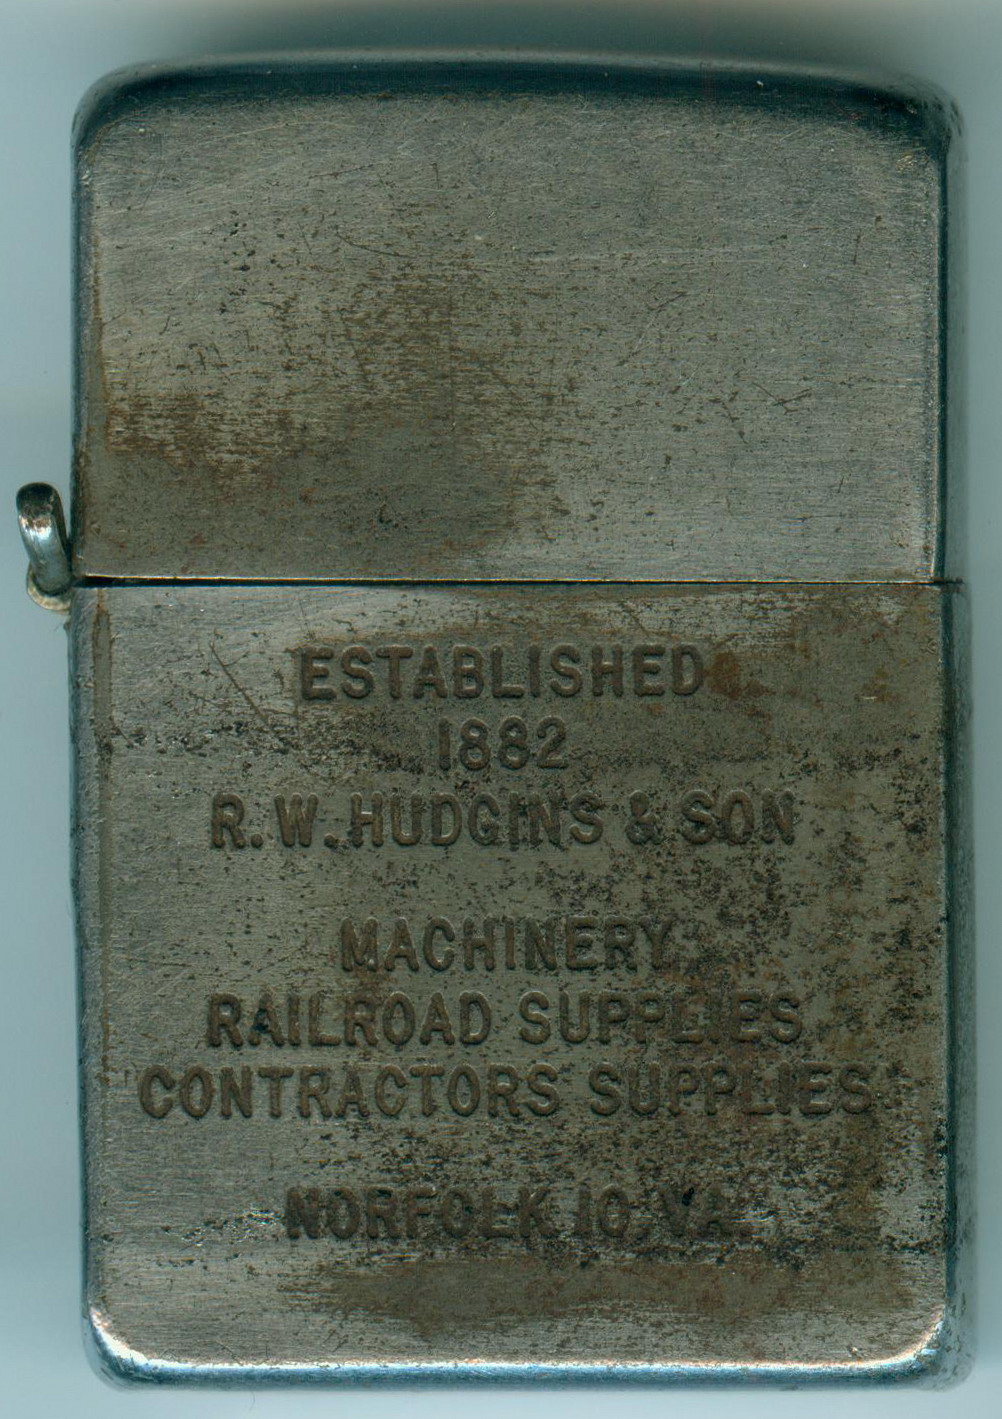 ESTABLISHED
1882
R.W. HUDGINS & SON
MACHINERY
RAILROAD SUPPLIES
CONTRACTORS SUPPLIES
NORFOLK 10, VA.